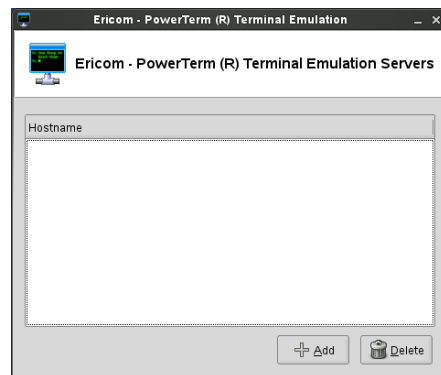 Ericom - PowerTerm (R) Terminal Emulation
Ericom - PowerTerm (R) Terminal Emulation Servers
Hostname
Add
Delete